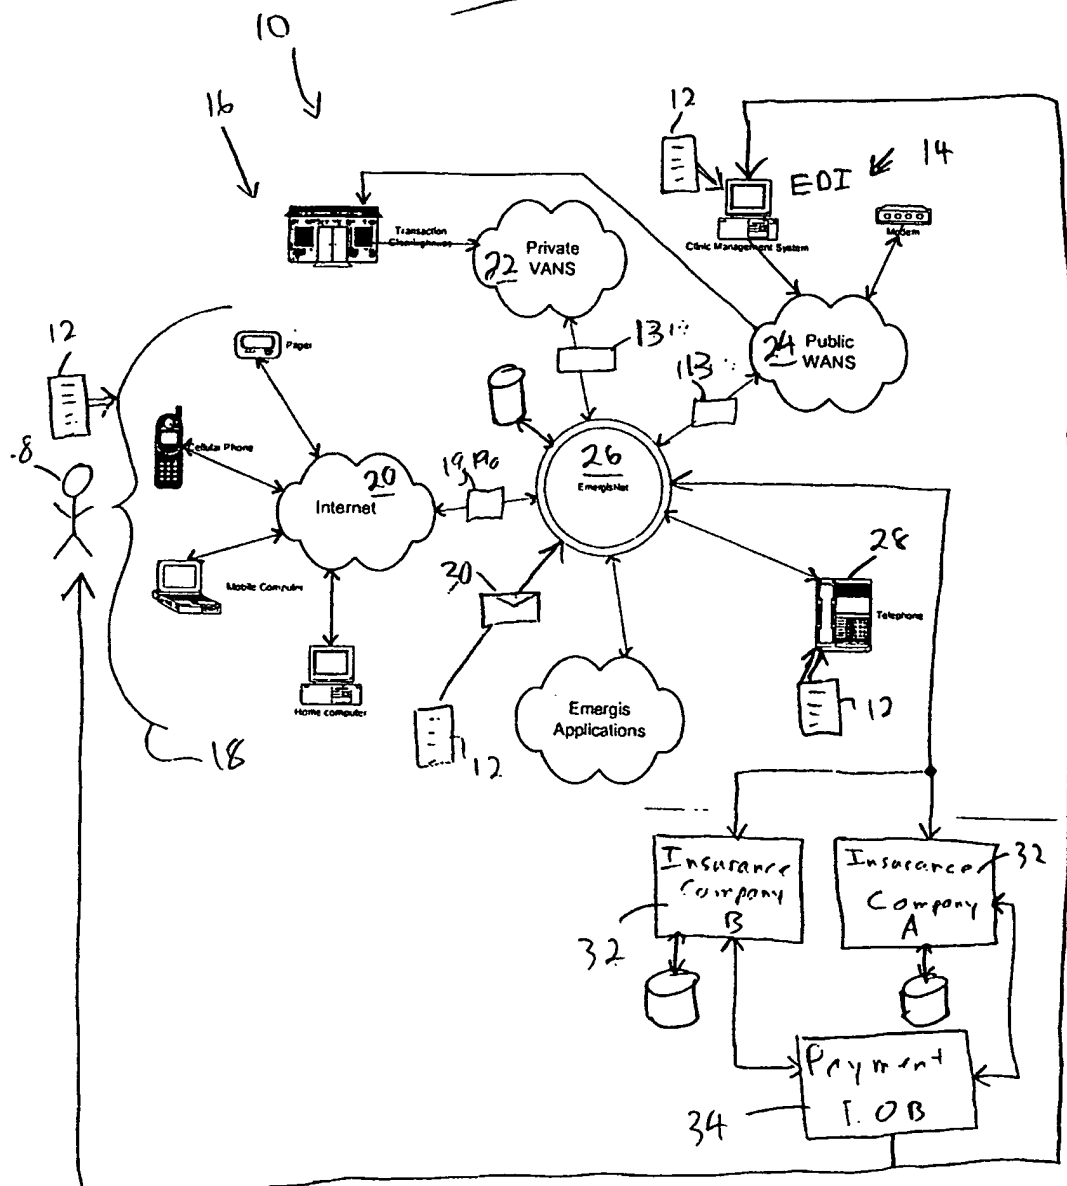 10
16
12
EDI
14
Transaction
Clearinghouse
Private
22
VANS
Clinic Management System
Modem
12
Pager
13
24
Public
WANS
113
8
Cellular Phone
20
Internet
19
26
EmergisNet
28
Mobile Computer
30
Telephone
Home computer
18
12
Emergis
Applications
12
Insurance
Company
B
32
Insurance
Company
A
32
Payment
34